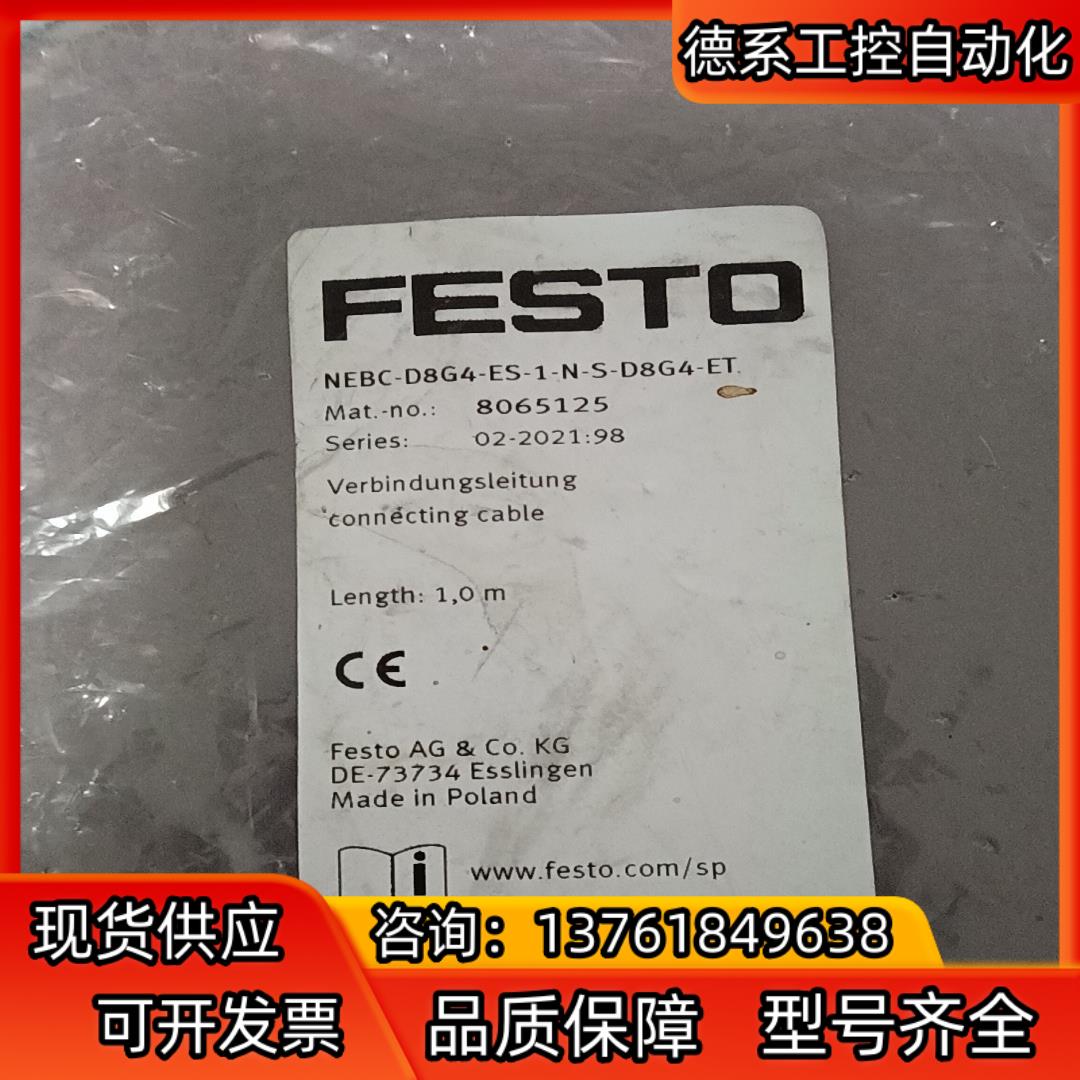 德系工控自动化
FESTO
NEBC-D8G4-ES-1-N-S-D8G4-ET
Mat.-no.: 8065125
Series: 02-2021:98
Verbindungsleitung
connecting cable
Length: 1,0 m
CE
Festo AG & Co. KG
DE-73734 Esslingen
Made in Poland
i www.festo.com/sp
现货供应
咨询：13761849638
可开发票 品质保障 型号齐全